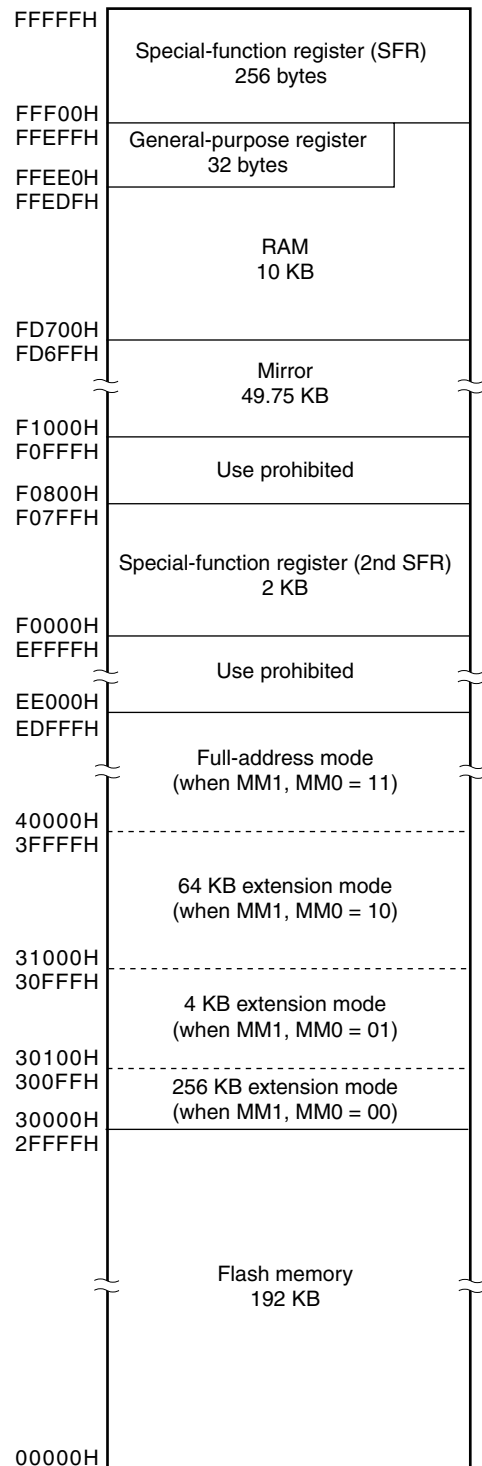 FFFFFH
Special-function register (SFR)
256 bytes
FFF00H
FFEFFH
General-purpose register
32 bytes
FFEE0H
FFEDFH
RAM
10 KB
FD700H
FD6FFH
Mirror
49.75 KB
F1000H
F0FFFH
Use prohibited
F0800H
F07FFH
Special-function register (2nd SFR)
2 KB
F0000H
EFFFFH
Use prohibited
EE000H
EDFFFH
Full-address mode
(when MM1, MM0 = 11)
40000H
3FFFFH
64 KB extension mode
(when MM1, MM0 = 10)
31000H
30FFFH
4 KB extension mode
(when MM1, MM0 = 01)
30100H
300FFH
256 KB extension mode
(when MM1, MM0 = 00)
30000H
2FFFFH
Flash memory
192 KB
00000H